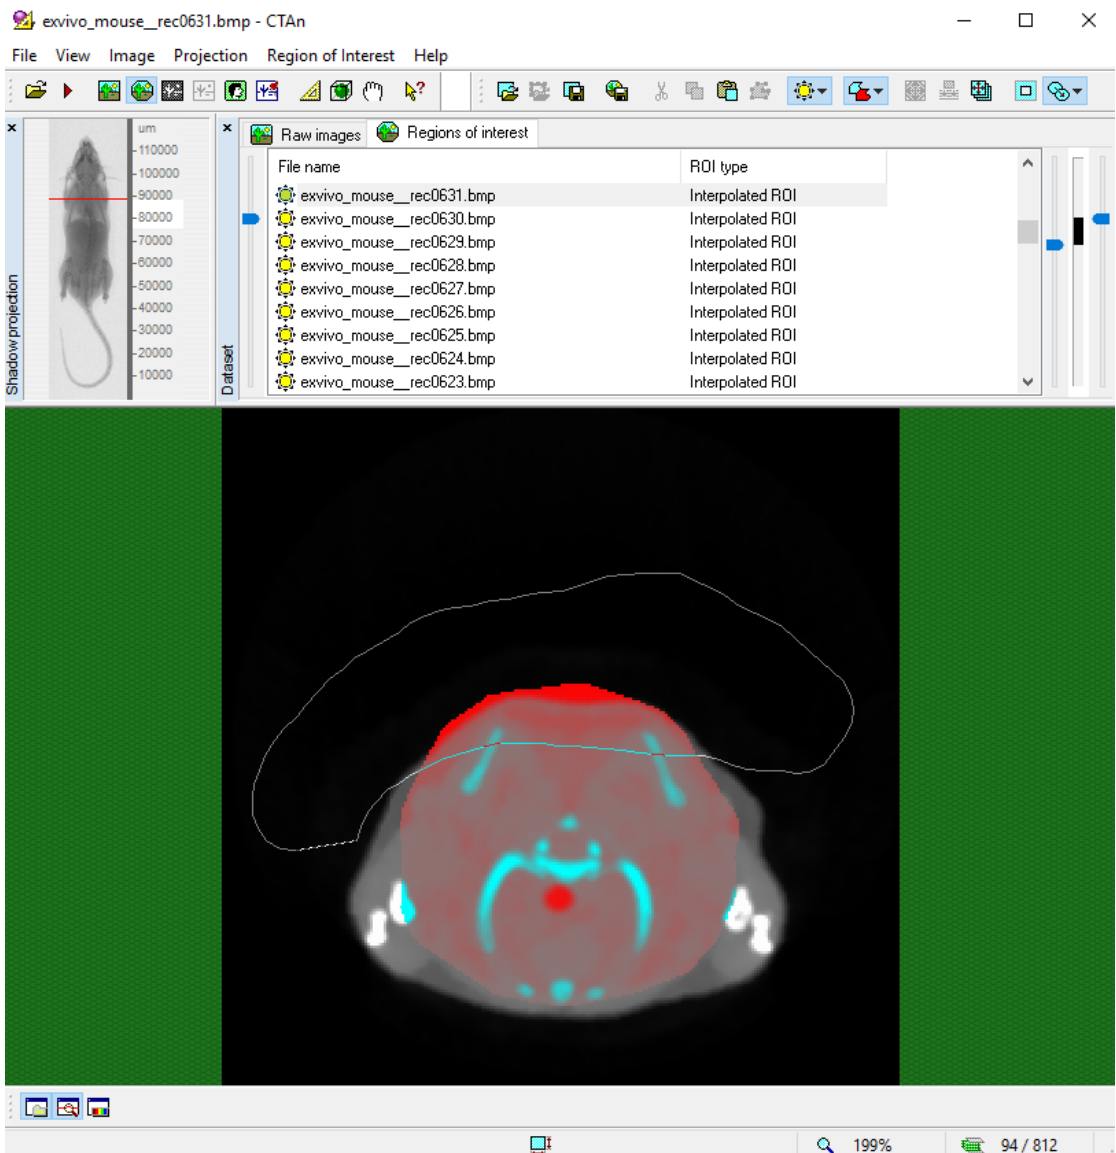 exvivo_mouse__rec0631.bmp - CTAn
File View Image Projection Region of Interest Help
Shadow projection
um
110000
100000
90000
80000
70000
60000
50000
40000
30000
20000
10000
Dataset
Raw images Regions of interest
File name ROI type
exvivo_mouse__rec0631.bmp Interpolated ROI
exvivo_mouse__rec0630.bmp Interpolated ROI
exvivo_mouse__rec0629.bmp Interpolated ROI
exvivo_mouse__rec0628.bmp Interpolated ROI
exvivo_mouse__rec0627.bmp Interpolated ROI
exvivo_mouse__rec0626.bmp Interpolated ROI
exvivo_mouse__rec0625.bmp Interpolated ROI
exvivo_mouse__rec0624.bmp Interpolated ROI
exvivo_mouse__rec0623.bmp Interpolated ROI
199% 94 / 812